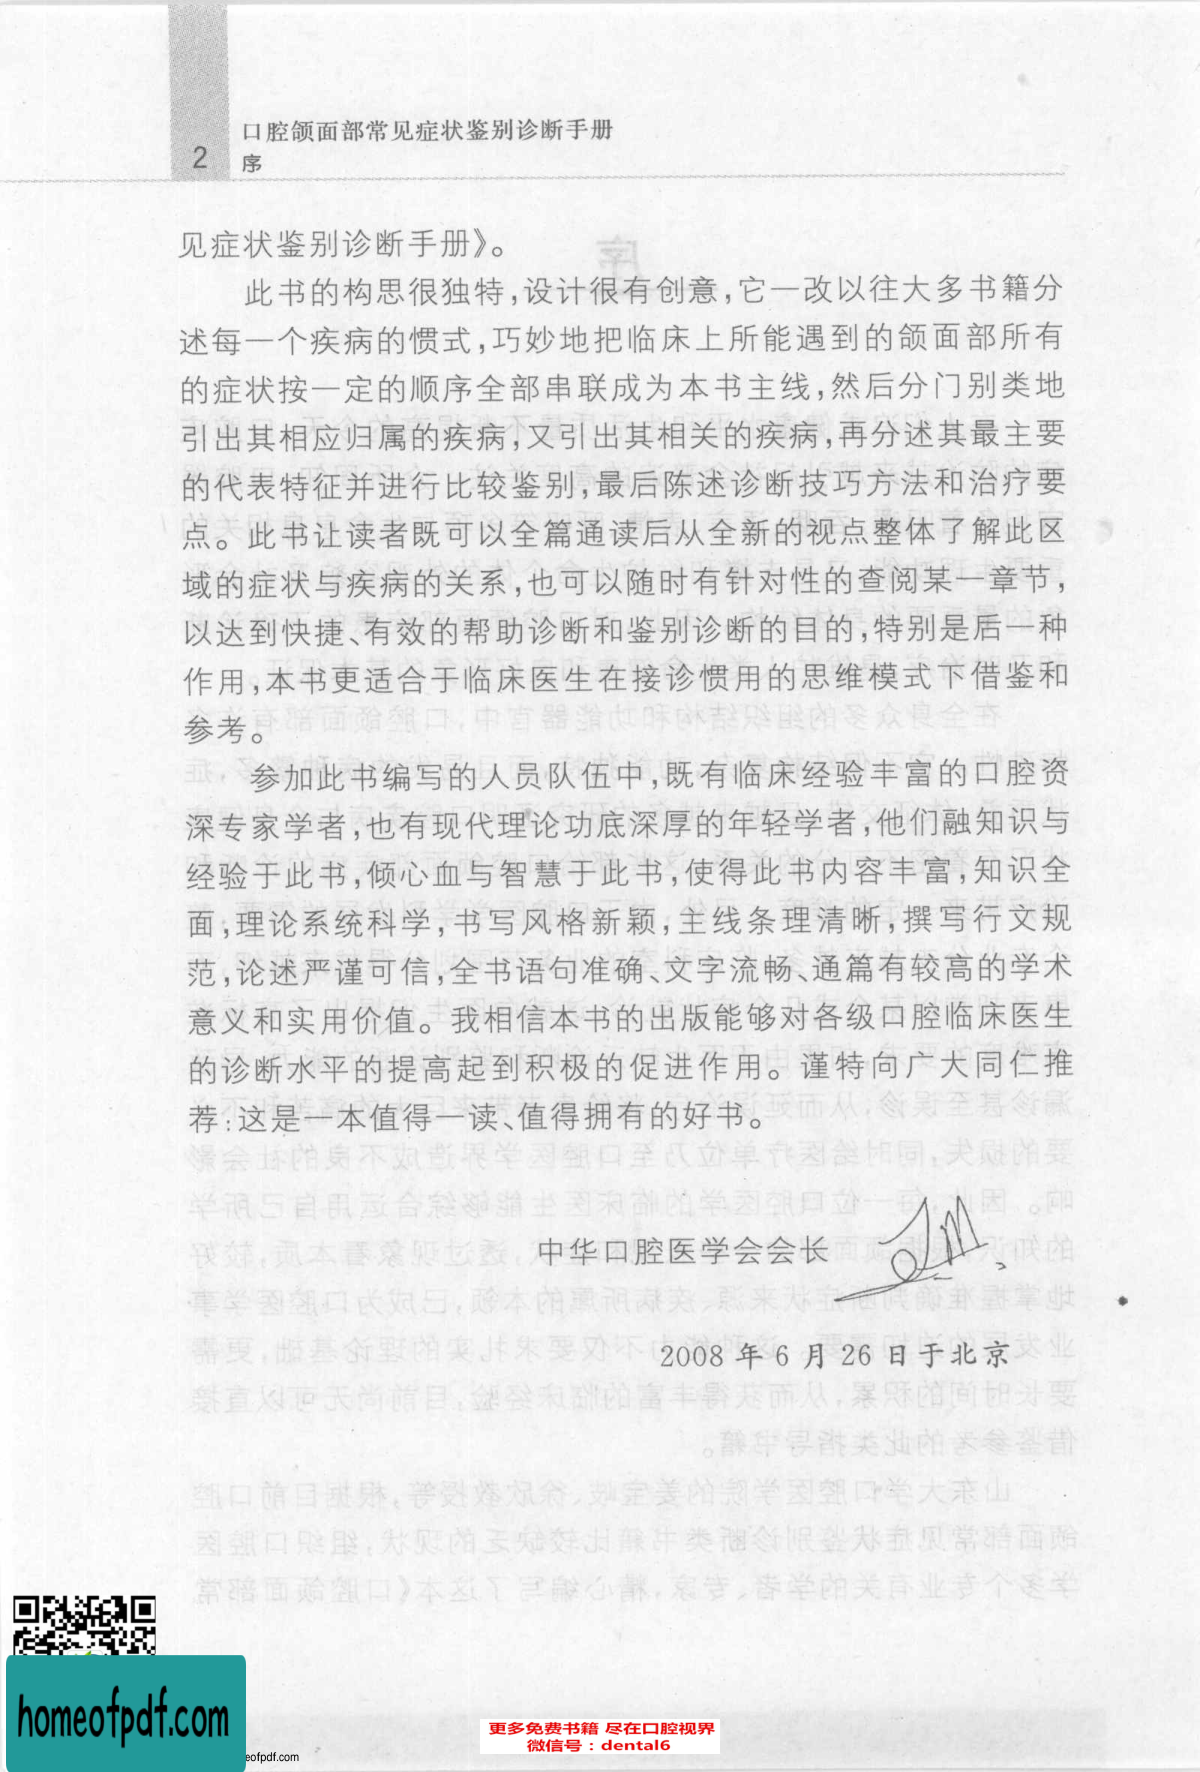 口腔颌面部常见症状鉴别诊断手册
2
序
见症状鉴别诊断手册》。
此书的构思很独特,设计很有创意,它一改以往大多书籍分
述每一个疾病的惯式,巧妙地把临床上所能遇到的颌面部所有
的症状按一定的顺序全部串联成为本书主线,然后分门别类地
引出其相应归属的疾病,又引出其相关的疾病,再分述其最主要
的代表特征并进行比较鉴别,最后陈述诊断技巧方法和治疗要
点。此书让读者既可以全篇通读后从全新的视点整体了解此区
域的症状与疾病的关系,也可以随时有针对性的查阅某一章节,
以达到快捷、有效的帮助诊断和鉴别诊断的目的,特别是后一种
作用,本书更适合于临床医生在接诊惯用的思维模式下借鉴和
参考。
参加此书编写的人员队伍中,既有临床经验丰富的口腔资
深专家学者,也有现代理论功底深厚的年轻学者,他们融知识与
经验于此书,倾心血与智慧于此书,使得此书内容丰富,知识全
面,理论系统科学,书写风格新颖,主线条理清晰,撰写行文规
范,论述严谨可信,全书语句准确、文字流畅、通篇有较高的学术
意义和实用价值。我相信本书的出版能够对各级口腔临床医生
的诊断水平的提高起到积极的促进作用。谨特向广大同仁推
荐:这是一本值得一读、值得拥有的好书。
中华口腔医学会会长
2008 年 6 月 26 日于北京
homeofpdf.com
eofpdf.com
更多免费书籍 尽在口腔视界
微信号：dental6